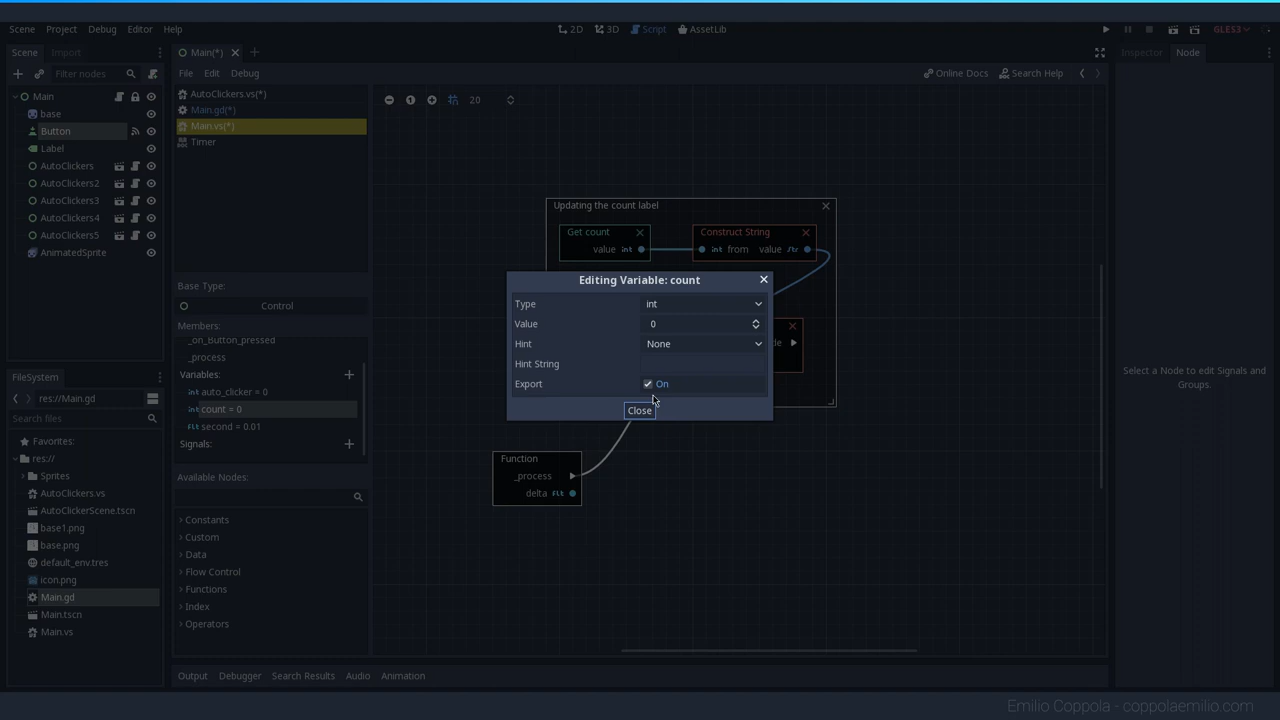 Scene Project Debug Editor Help
2D 3D Script AssetLib
GLES3
Scene Import
Filter nodes
Main
base
Button
Label
AutoClickers
AutoClickers2
AutoClickers3
AutoClickers4
AutoClickers5
AnimatedSprite
FileSystem
res://Main.gd
Search files
Favorites:
res://
Sprites
AutoClickers.vs
AutoClickerScene.tscn
base1.png
base.png
default_env.tres
icon.png
Main.gd
Main.tscn
Main.vs
Main(*)
File Edit Debug
Online Docs Search Help
AutoClickers.vs(*)
Main.gd(*)
Main.vs(*)
Timer
Base Type:
Control
Members:
_on_Button_pressed
_process
Variables:
int auto_clicker = 0
int count = 0
flt second = 0.01
Signals:
Available Nodes:
Constants
Custom
Data
Flow Control
Functions
Index
Operators
20
Updating the count label
Get count
value int
Construct String
int from value Str
Editing Variable: count
Type int
Value 0
Hint None
Hint String
Export On
Close
Function
_process
delta flt
Output Debugger Search Results Audio Animation
Inspector Node
Select a Node to edit Signals and
Groups.
Emilio Coppola - coppolaemilio.com